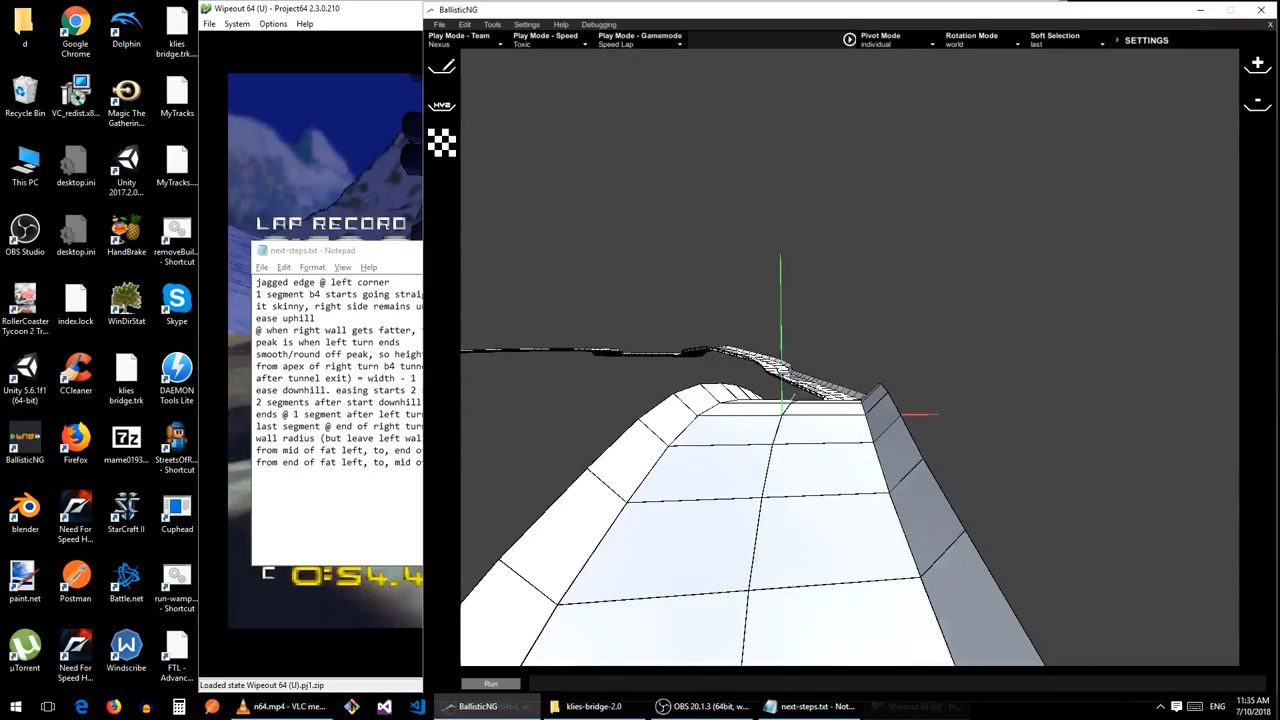 d
Google
Chrome
Dolphin
klies
bridge.trk...
Recycle Bin
VC_redist.x8...
Magic The
Gatherin...
MyTracks
This PC
desktop.ini
Unity
2017.2.0...
MyTracks....
OBS Studio
desktop.ini
HandBrake
removeBuil...
- Shortcut
RollerCoaster
Tycoon 2 Tr...
index.lock
WinDirStat
Skype
Unity 5.6.1f1
(64-bit)
CCleaner
klies
bridge.trk
DAEMON
Tools Lite
BallisticNG
Firefox
mame0193...
StreetsOfR...
- Shortcut
blender
Need For
Speed H...
StarCraft II
Cuphead
paint.net
Postman
Battle.net
run-wamp...
- Shortcut
µTorrent
Need For
Speed H...
Windscribe
FTL -
Advanc...
Wipeout 64 (U) - Project64 2.3.0.210
File System Options Help
LAP RECORD
next-steps.txt - Notepad
File Edit Format View Help
jagged edge @ left corner
1 segment b4 starts going straig
it skinny, right side remains u
ease uphill
@ when right wall gets fatter,
peak is when left turn ends
smooth/round off peak, so heigh
from apex of right turn b4 tunn
after tunnel exit) = width - 1
ease downhill. easing starts 2
2 segments after start downhill
ends @ 1 segment after left tur
last segment @ end of right tur
wall radius (but leave left wal
from mid of fat left, to, end o
from end of fat left, to, mid o
C 0:54.4
Loaded state Wipeout 64 (U).pj1.zip
BallisticNG
File Edit Tools Settings Help Debugging
X
Play Mode - Team
Nexus
Play Mode - Speed
Toxic
Play Mode - Gamemode
Speed Lap
Pivot Mode
individual
Rotation Mode
world
Soft Selection
last
SETTINGS
XYZ
Run
n64.mp4 - VLC me...
BallisticNG
klies-bridge-2.0
OBS 20.1.3 (64bit, w...
next-steps.txt - Not...
Wipeout 64 (U) - Pr...
ENG
11:35 AM
7/10/2018